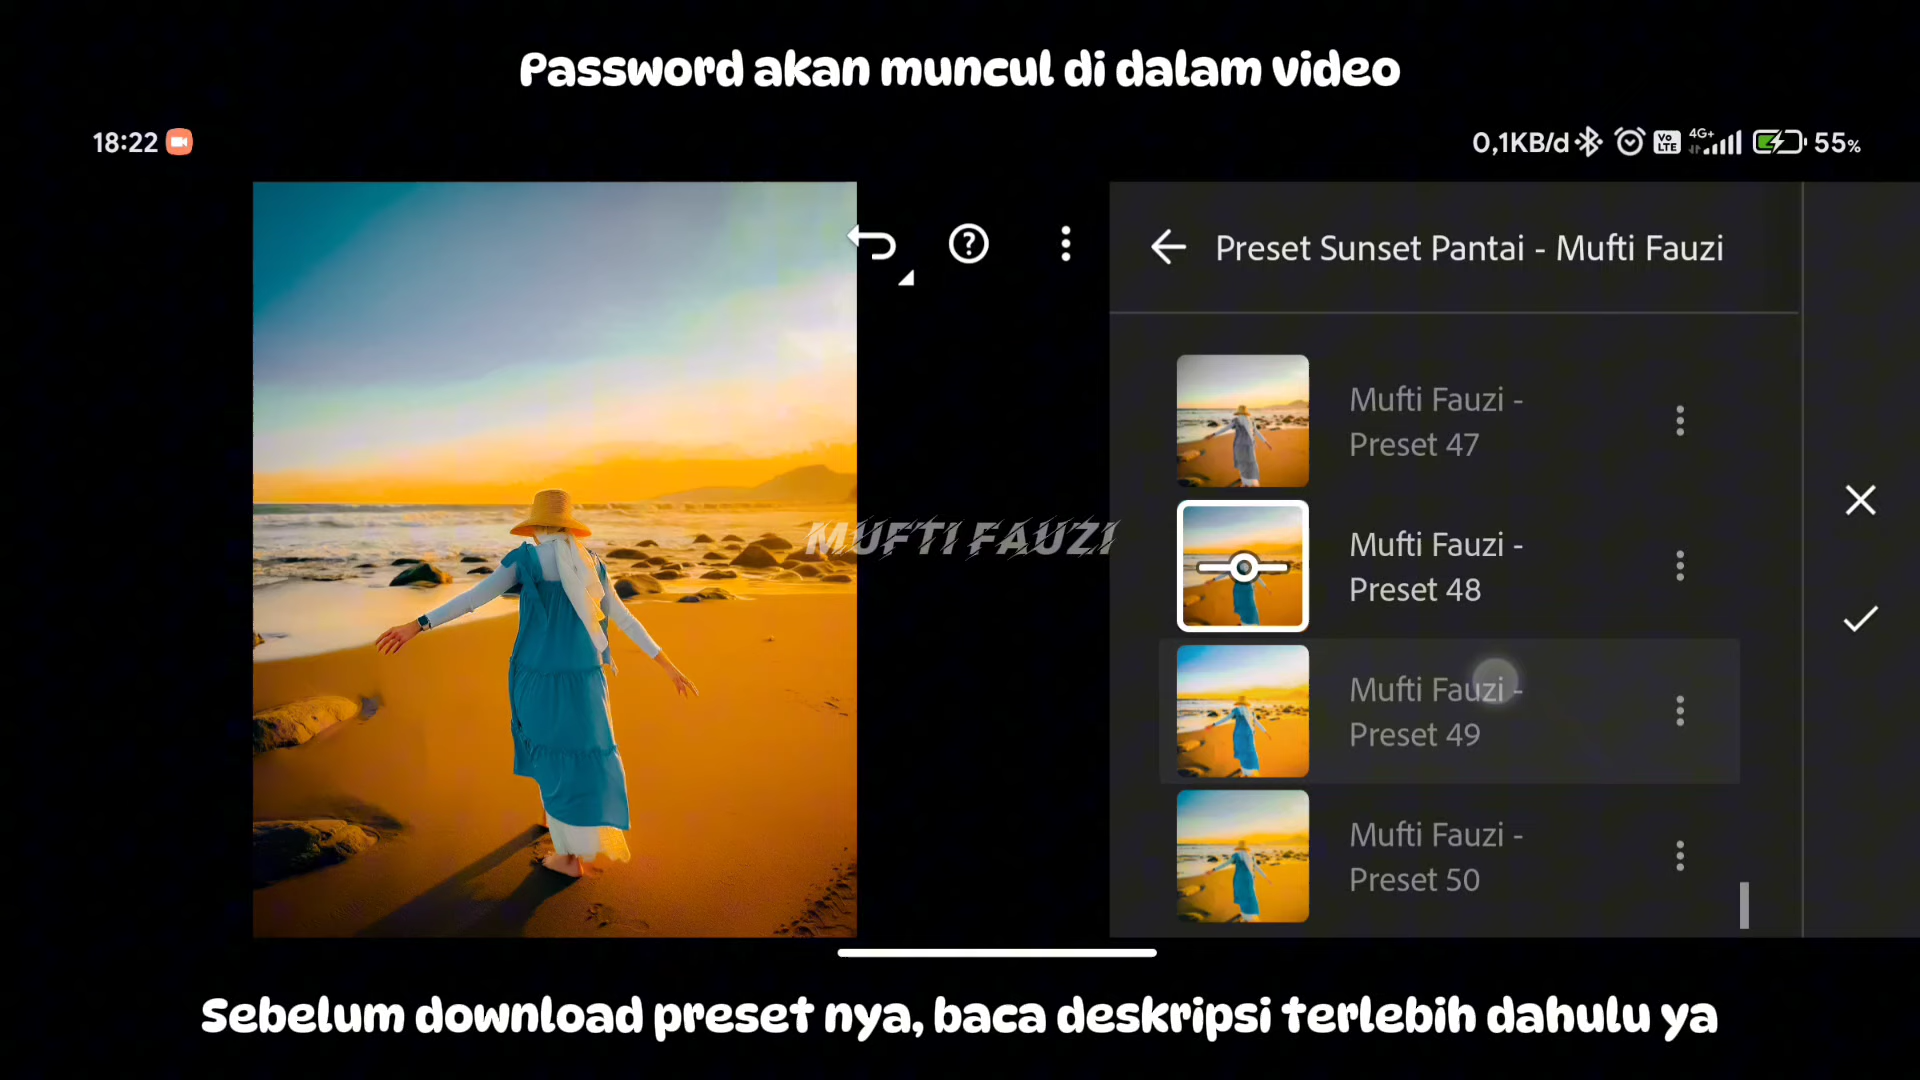 Password akan muncul di dalam video
18:22
0,1KB/d Vo LTE 4G+ 55%
Preset Sunset Pantai - Mufti Fauzi
Mufti Fauzi -
Preset 47
Mufti Fauzi -
Preset 48
MUFTI FAUZI
Mufti Fauzi -
Preset 49
Mufti Fauzi -
Preset 50
Sebelum download preset nya, baca deskripsi terlebih dahulu ya